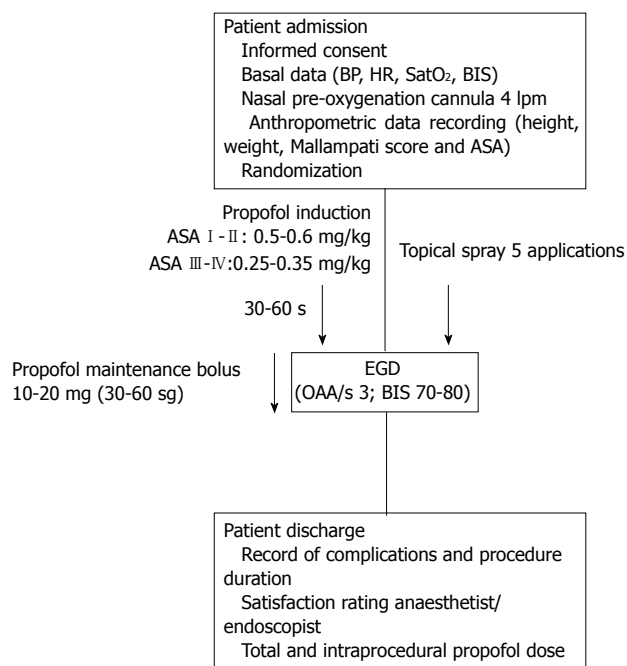 Patient admission
Informed consent
Basal data (BP, HR, SatO₂, BIS)
Nasal pre-oxygenation cannula 4 lpm
Anthropometric data recording (height,
weight, Mallampati score and ASA)
Randomization
Propofol induction
ASA Ⅰ-Ⅱ: 0.5-0.6 mg/kg
ASA Ⅲ-Ⅳ:0.25-0.35 mg/kg
Topical spray 5 applications
30-60 s
Propofol maintenance bolus
10-20 mg (30-60 sg)
EGD
(OAA/s 3; BIS 70-80)
Patient discharge
Record of complications and procedure
duration
Satisfaction rating anaesthetist/
endoscopist
Total and intraprocedural propofol dose